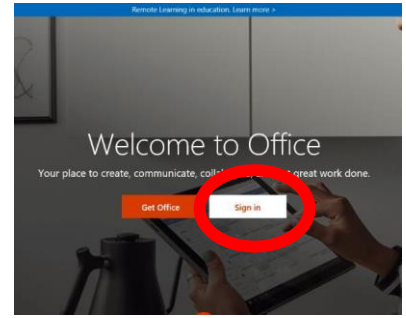 Remote Learning in education. Learn more >
Welcome to Office
Your place to create, communicate, great work done.
Get Office
Sign in